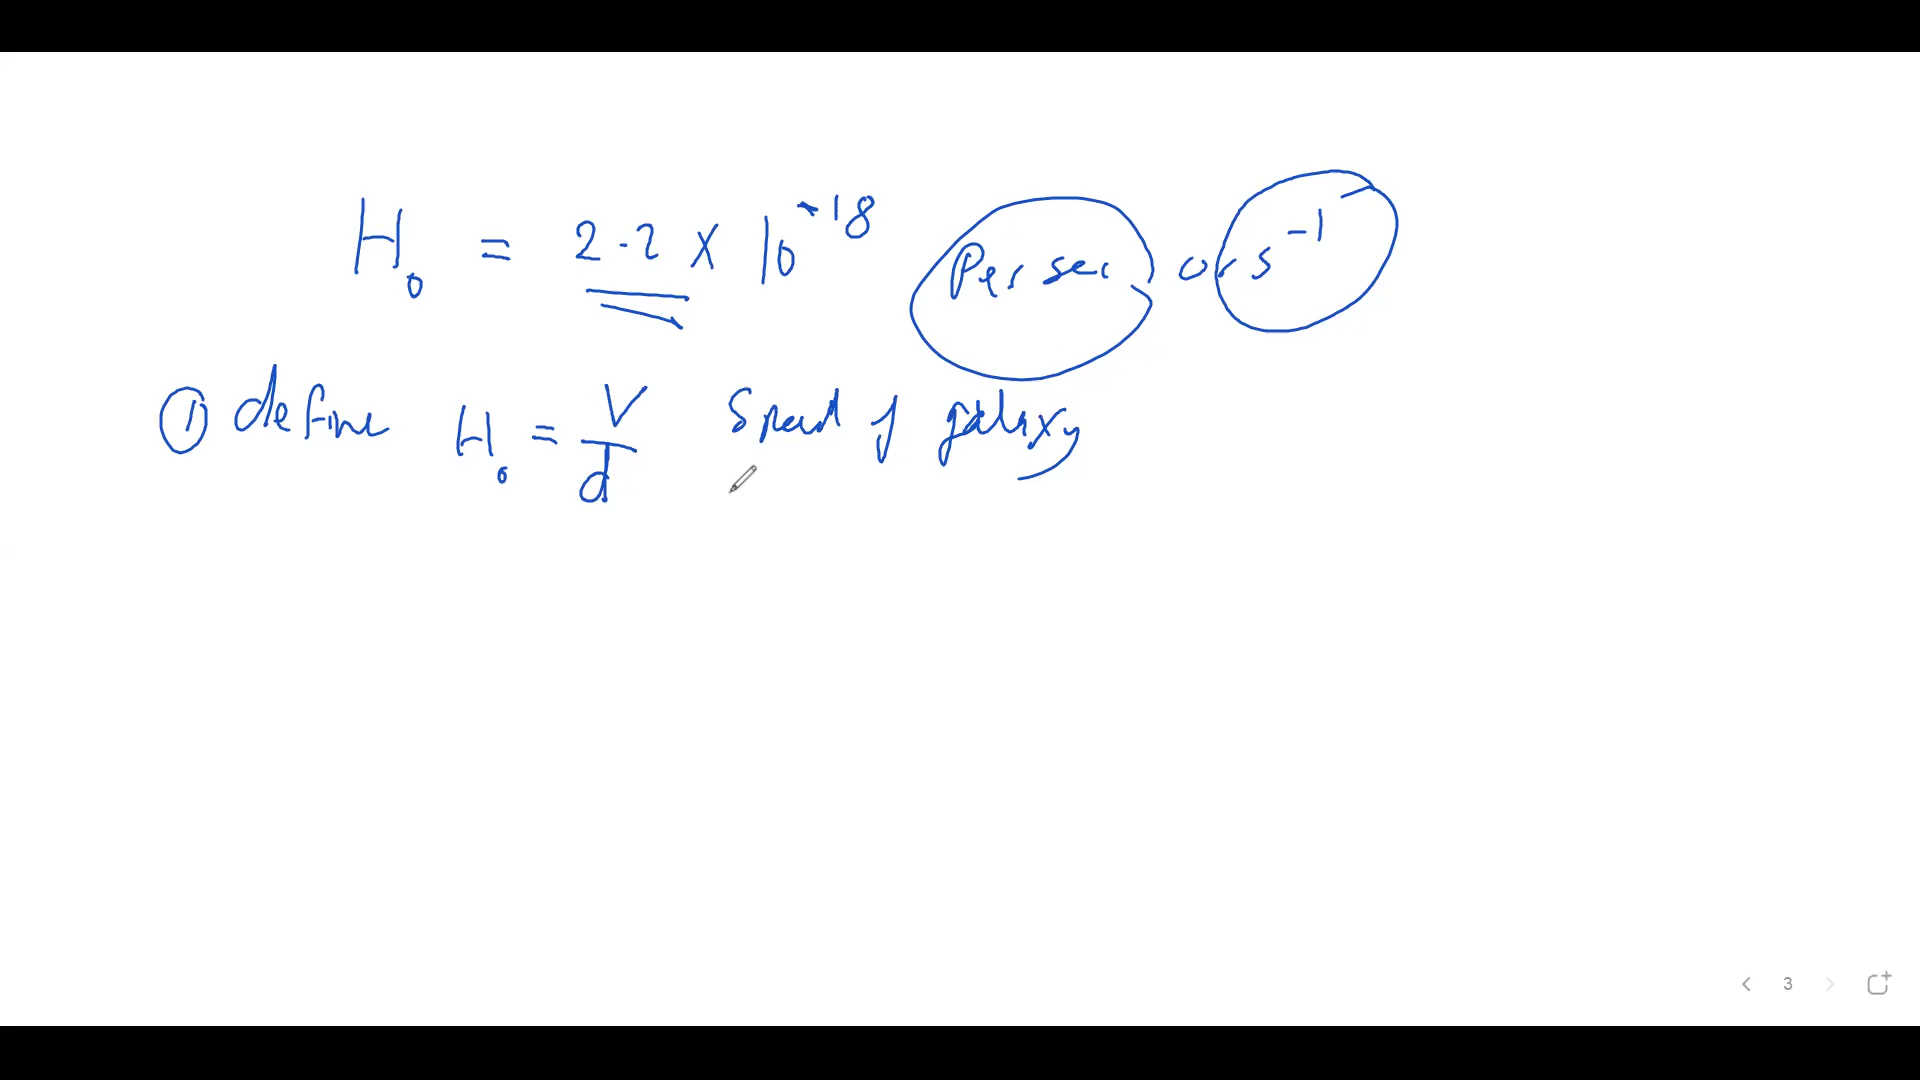 H₀ = 2.2 × 10⁻¹⁸ Per sec or s⁻¹
① define H₀ = V/d Speed of galaxy
3